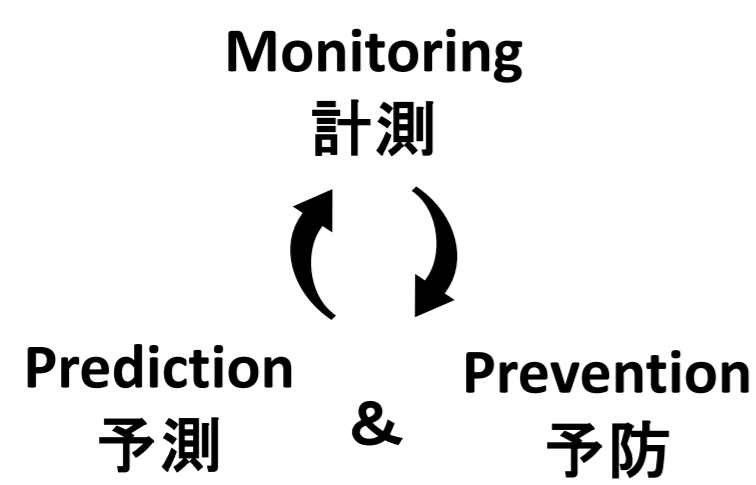 Monitoring
計測
Prediction
予測
&
Prevention
予防